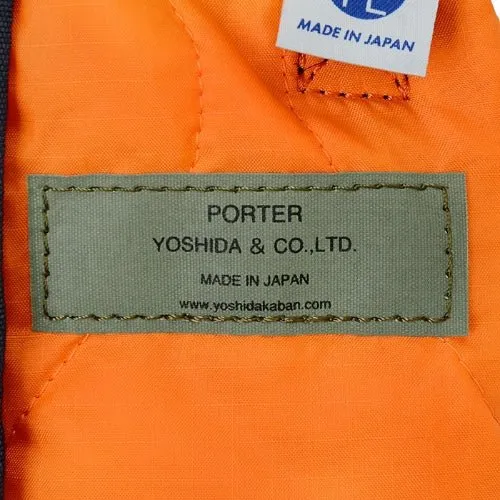 MADE IN JAPAN
PORTER
YOSHIDA & CO.,LTD.
MADE IN JAPAN
www.yoshidakaban.com